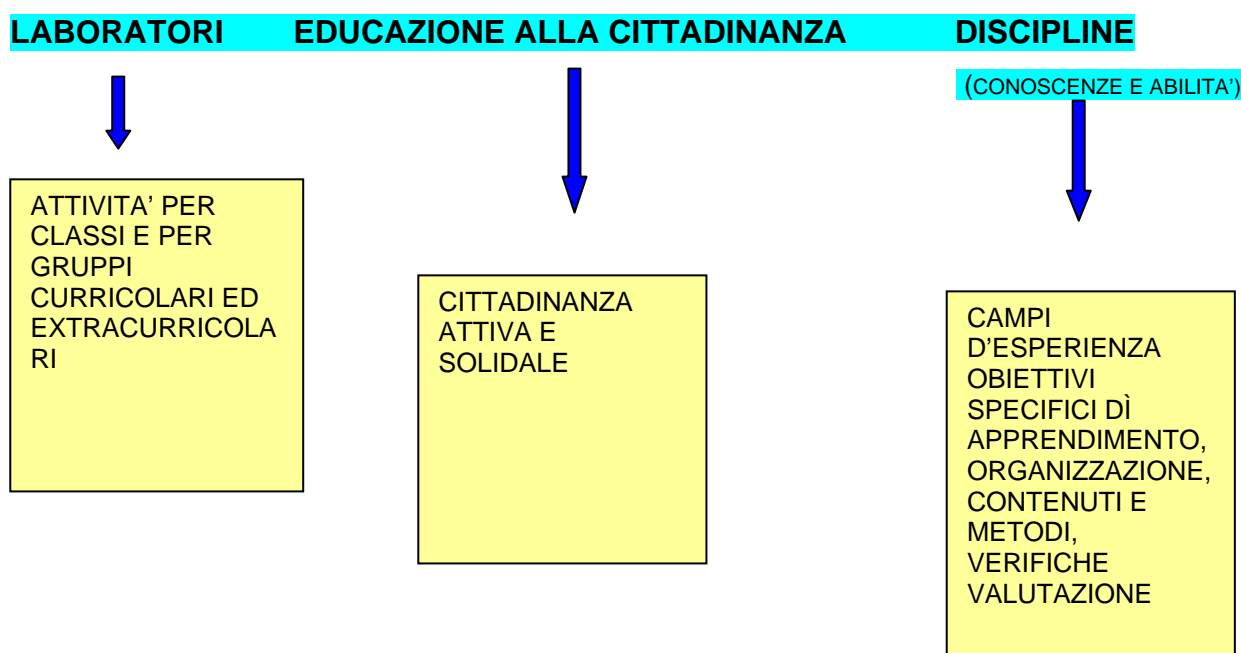 LABORATORI EDUCAZIONE ALLA CITTADINANZA DISCIPLINE
(CONOSCENZE E ABILITA’)
ATTIVITA’ PER
CLASSI E PER
GRUPPI
CURRICOLARI ED
EXTRACURRICOLA
RI
CITTADINANZA
ATTIVA E
SOLIDALE
CAMPI
D’ESPERIENZA
OBIETTIVI
SPECIFICI DÌ
APPRENDIMENTO,
ORGANIZZAZIONE,
CONTENUTI E
METODI,
VERIFICHE
VALUTAZIONE